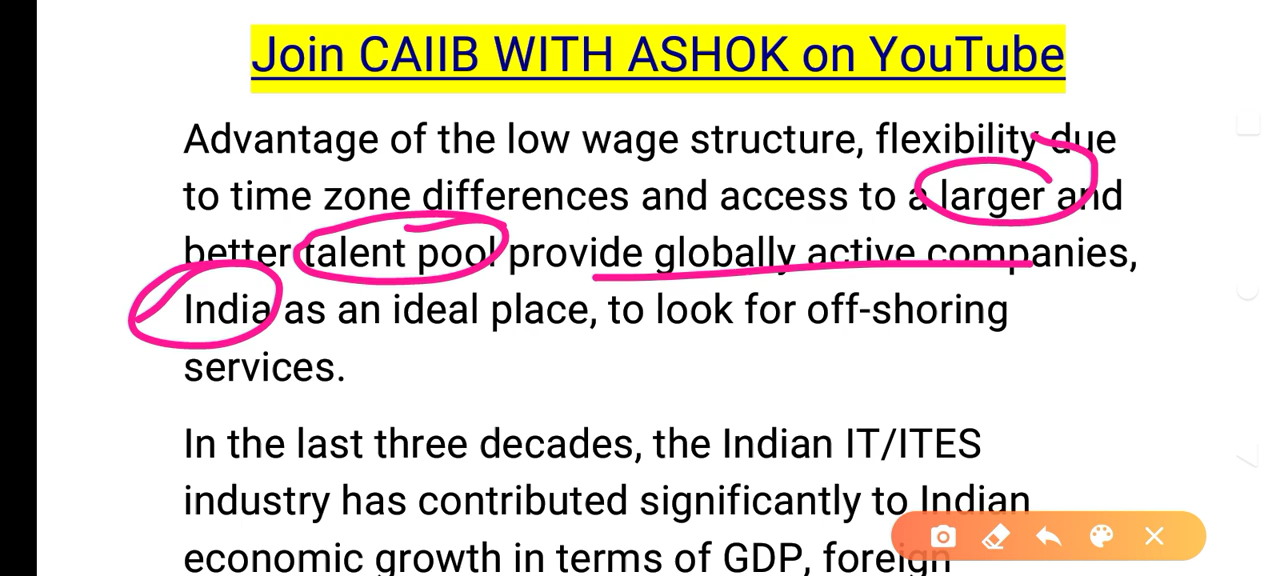 Join CAIIB WITH ASHOK on YouTube
Advantage of the low wage structure, flexibility due
to time zone differences and access to a larger and
better talent pool provide globally active companies,
India as an ideal place, to look for off-shoring
services.
In the last three decades, the Indian IT/ITES
industry has contributed significantly to Indian
economic growth in terms of GDP, foreign